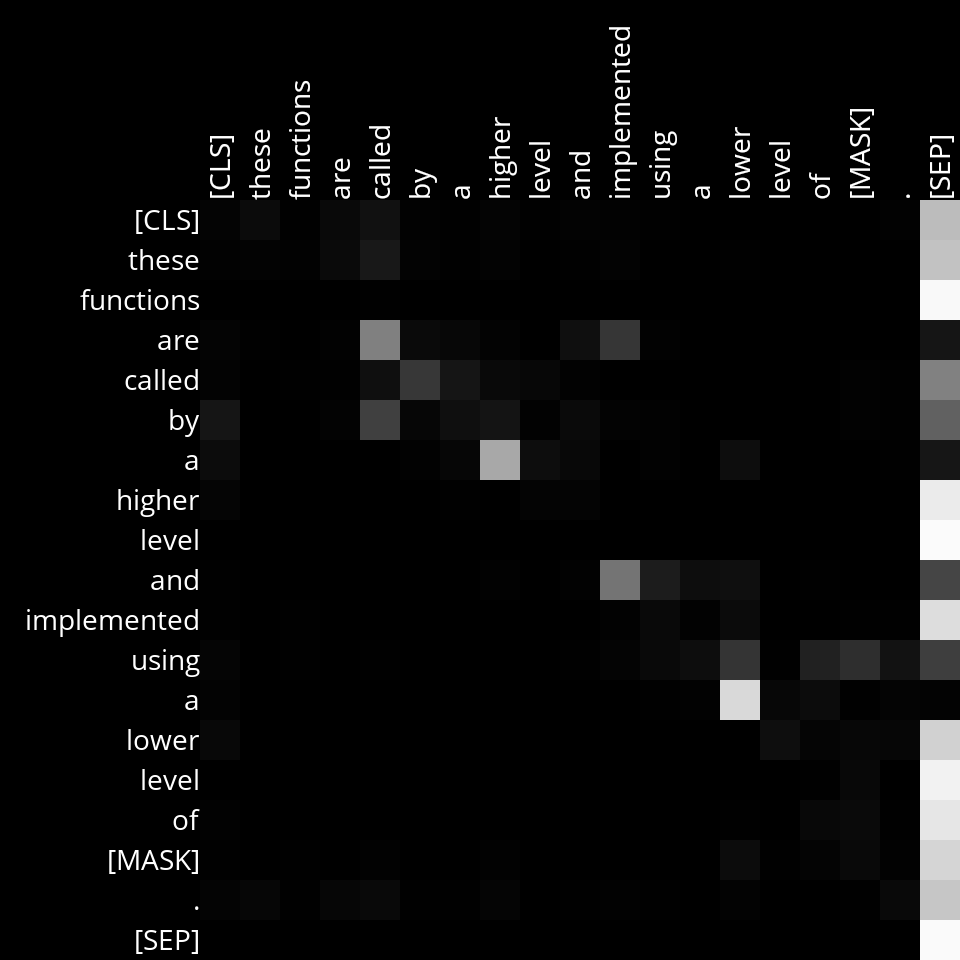 [CLS]
these
functions
are
called
by
a
higher
level
and
implemented
using
a
lower
level
of
[MASK]
.
[SEP]
[CLS]
these
functions
are
called
by
a
higher
level
and
implemented
using
a
lower
level
of
[MASK]
.
[SEP]